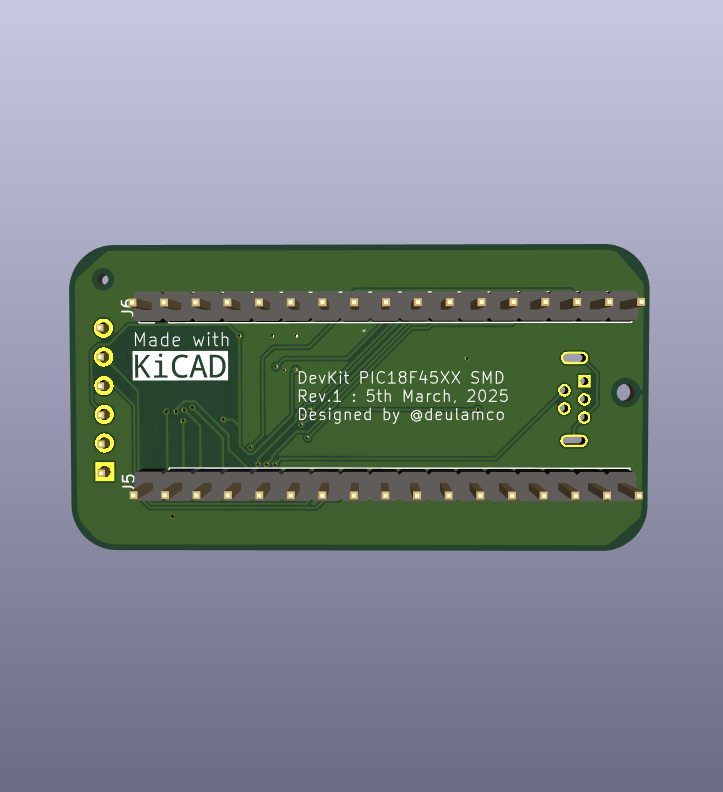 J6
Made with
KiCAD
DevKit PIC18F45XX SMD
Rev.1 : 5th March, 2025
Designed by @deulamco
J5